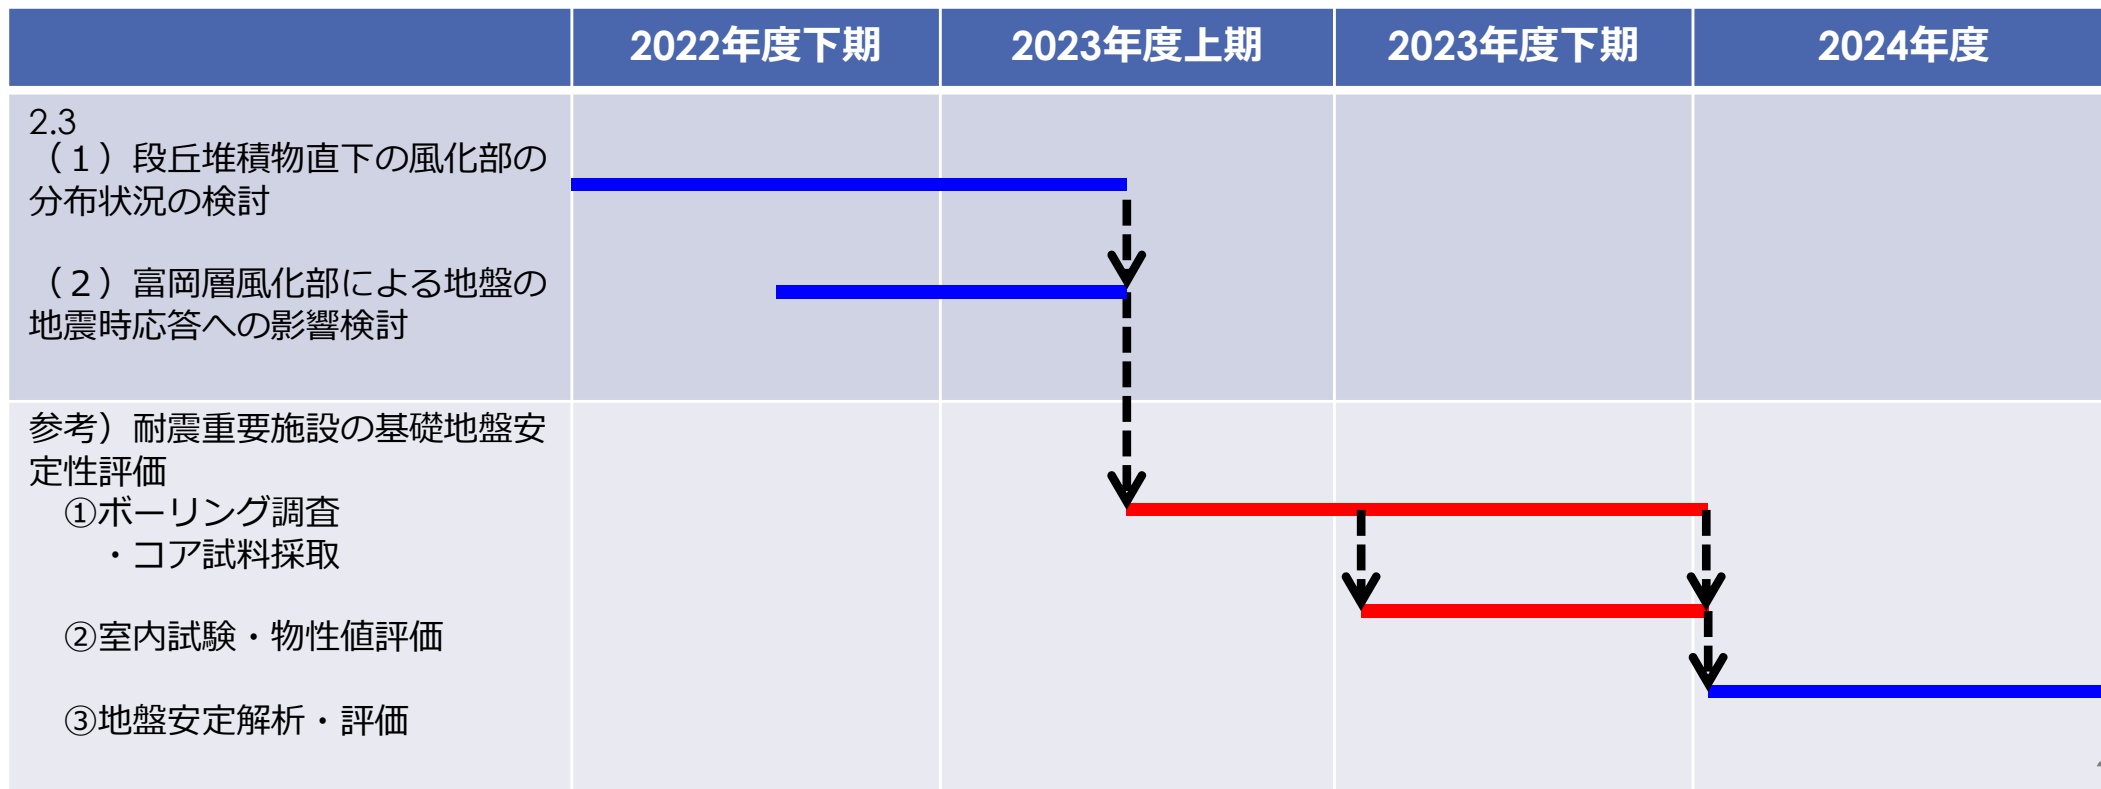 2022年度下期
2023年度上期
2023年度下期
2024年度
2.3
（１）段丘堆積物直下の風化部の
分布状況の検討
（２）富岡層風化部による地盤の
地震時応答への影響検討
参考）耐震重要施設の基礎地盤安
定性評価
①ボーリング調査
・コア試料採取
②室内試験・物性値評価
③地盤安定解析・評価